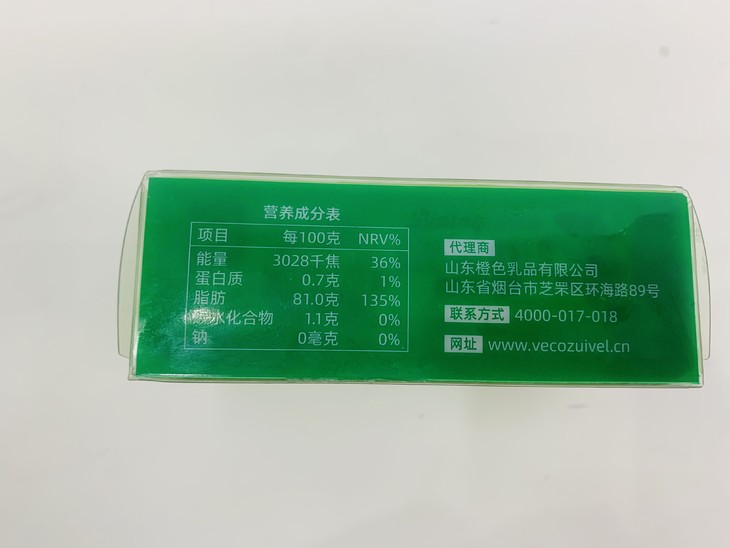 营养成分表
项目 每100克 NRV%
能量 3028千焦 36%
蛋白质 0.7克 1%
脂肪 81.0克 135%
碳水化合物 1.1克 0%
钠 0毫克 0%
代理商
山东橙色乳品有限公司
山东省烟台市芝罘区环海路89号
联系方式 4000-017-018
网址 www.vecozuivel.cn